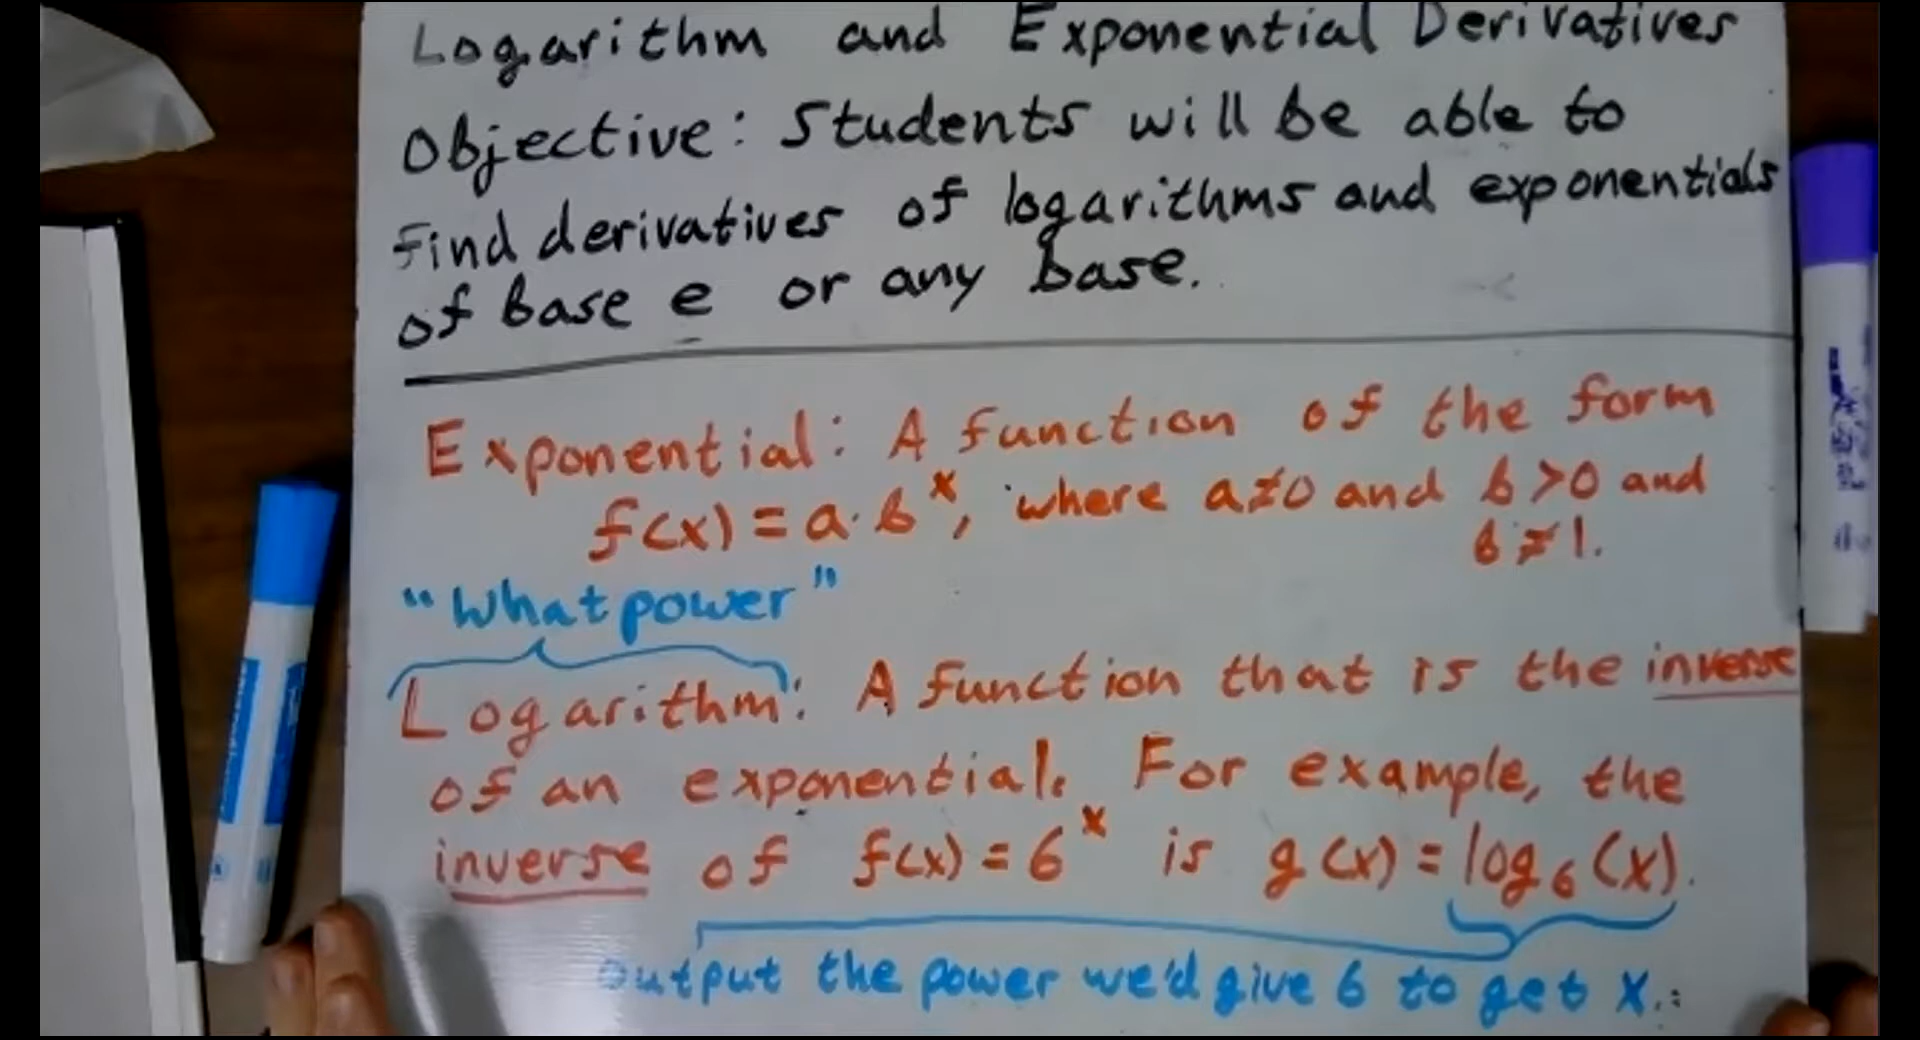 Logarithm and Exponential Derivatives
Objective: Students will be able to
Find derivatives of logarithms and exponentials
of base e or any base.
Exponential: A function of the form
f(x) = a·b^x, where a≠0 and b>0 and
b≠1.
"What power"
Logarithm: A function that is the inverse
of an exponential. For example, the
inverse of f(x) = 6^x is g(x) = log₆(x).
output the power we'd give 6 to get x.